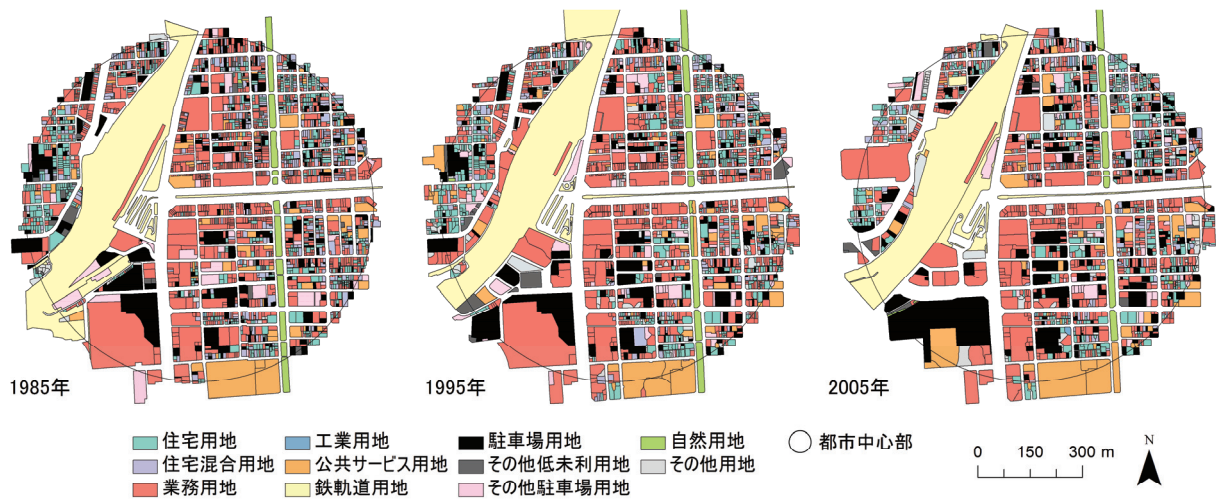 1985年
1995年
2005年
住宅用地
工業用地
駐車場用地
自然用地
都市中心部
住宅混合用地
公共サービス用地
その他低未利用地
その他用地
業務用地
鉄軌道用地
その他駐車場用地
0 150 300 m
N